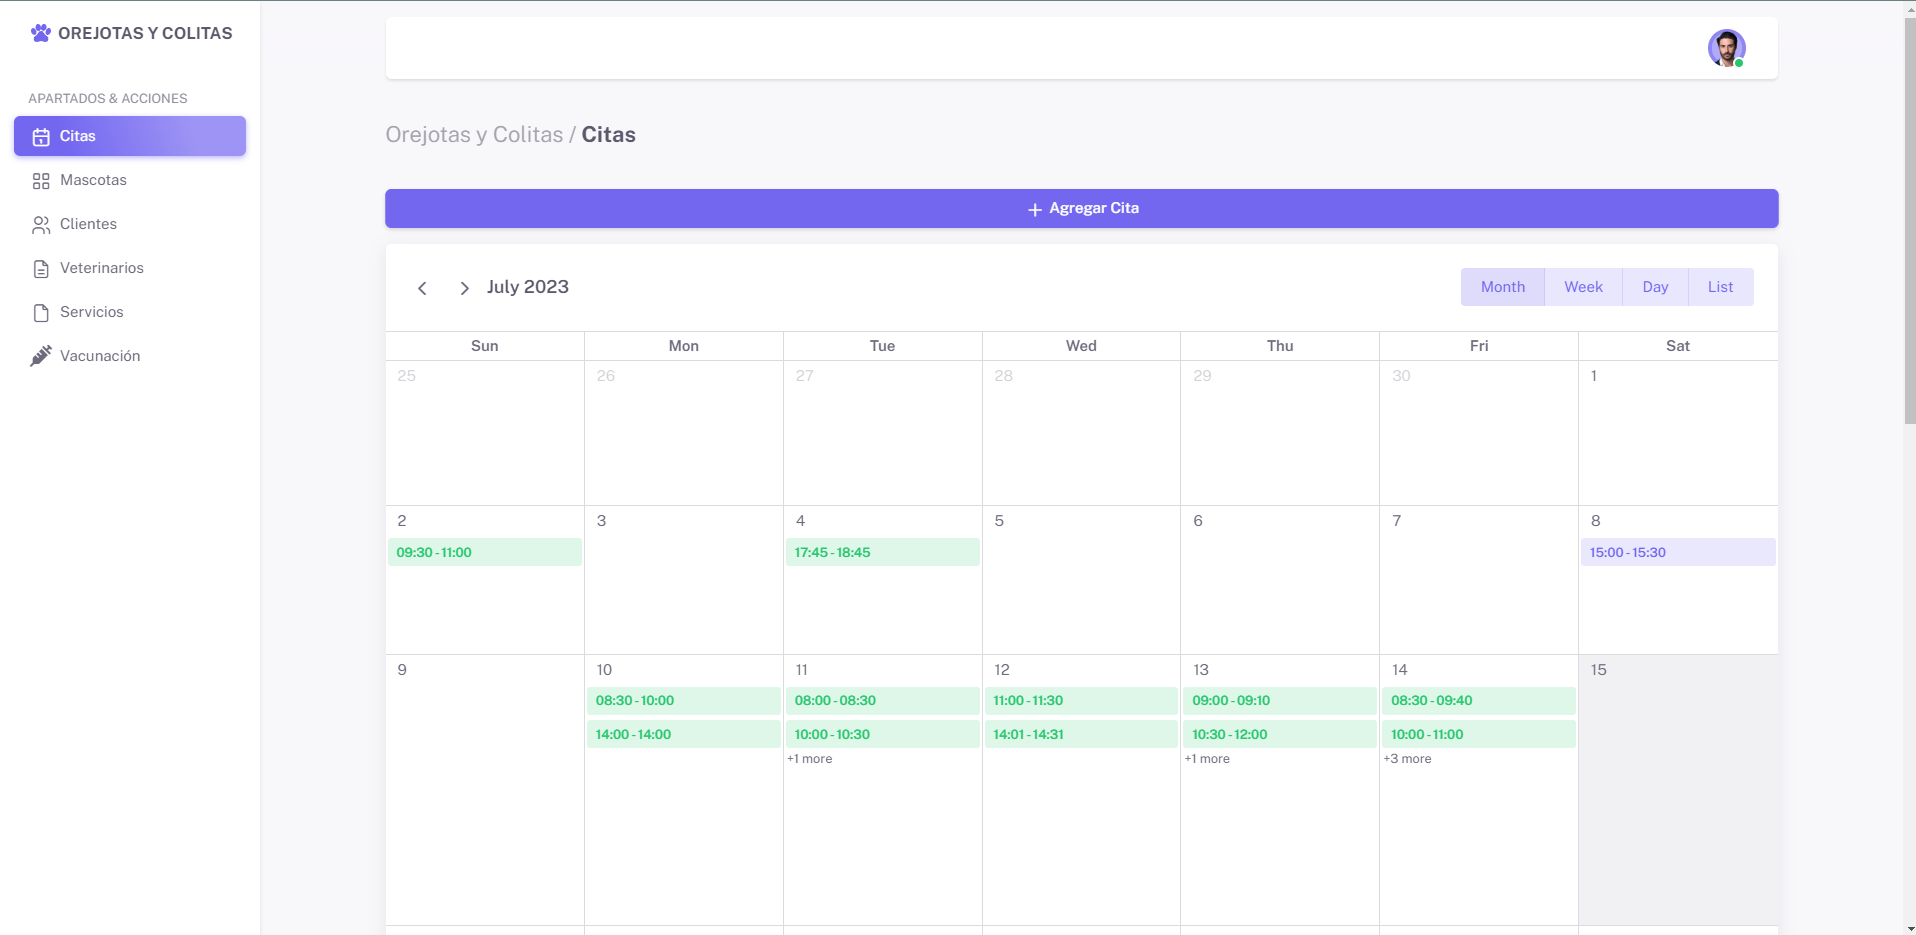 OREJOTAS Y COLITAS
APARTADOS & ACCIONES
Citas
Mascotas
Clientes
Veterinarios
Servicios
Vacunación
Orejotas y Colitas / Citas
+ Agregar Cita
July 2023
Month Week Day List
Sun Mon Tue Wed Thu Fri Sat
25 26 27 28 29 30 1
2 3 4 5 6 7 8
09:30 - 11:00 17:45 - 18:45 15:00 - 15:30
9 10 11 12 13 14 15
08:30 - 10:00 08:00 - 08:30 11:00 - 11:30 09:00 - 09:10 08:30 - 09:40
14:00 - 14:00 10:00 - 10:30 14:01 - 14:31 10:30 - 12:00 10:00 - 11:00
+1 more +1 more +3 more